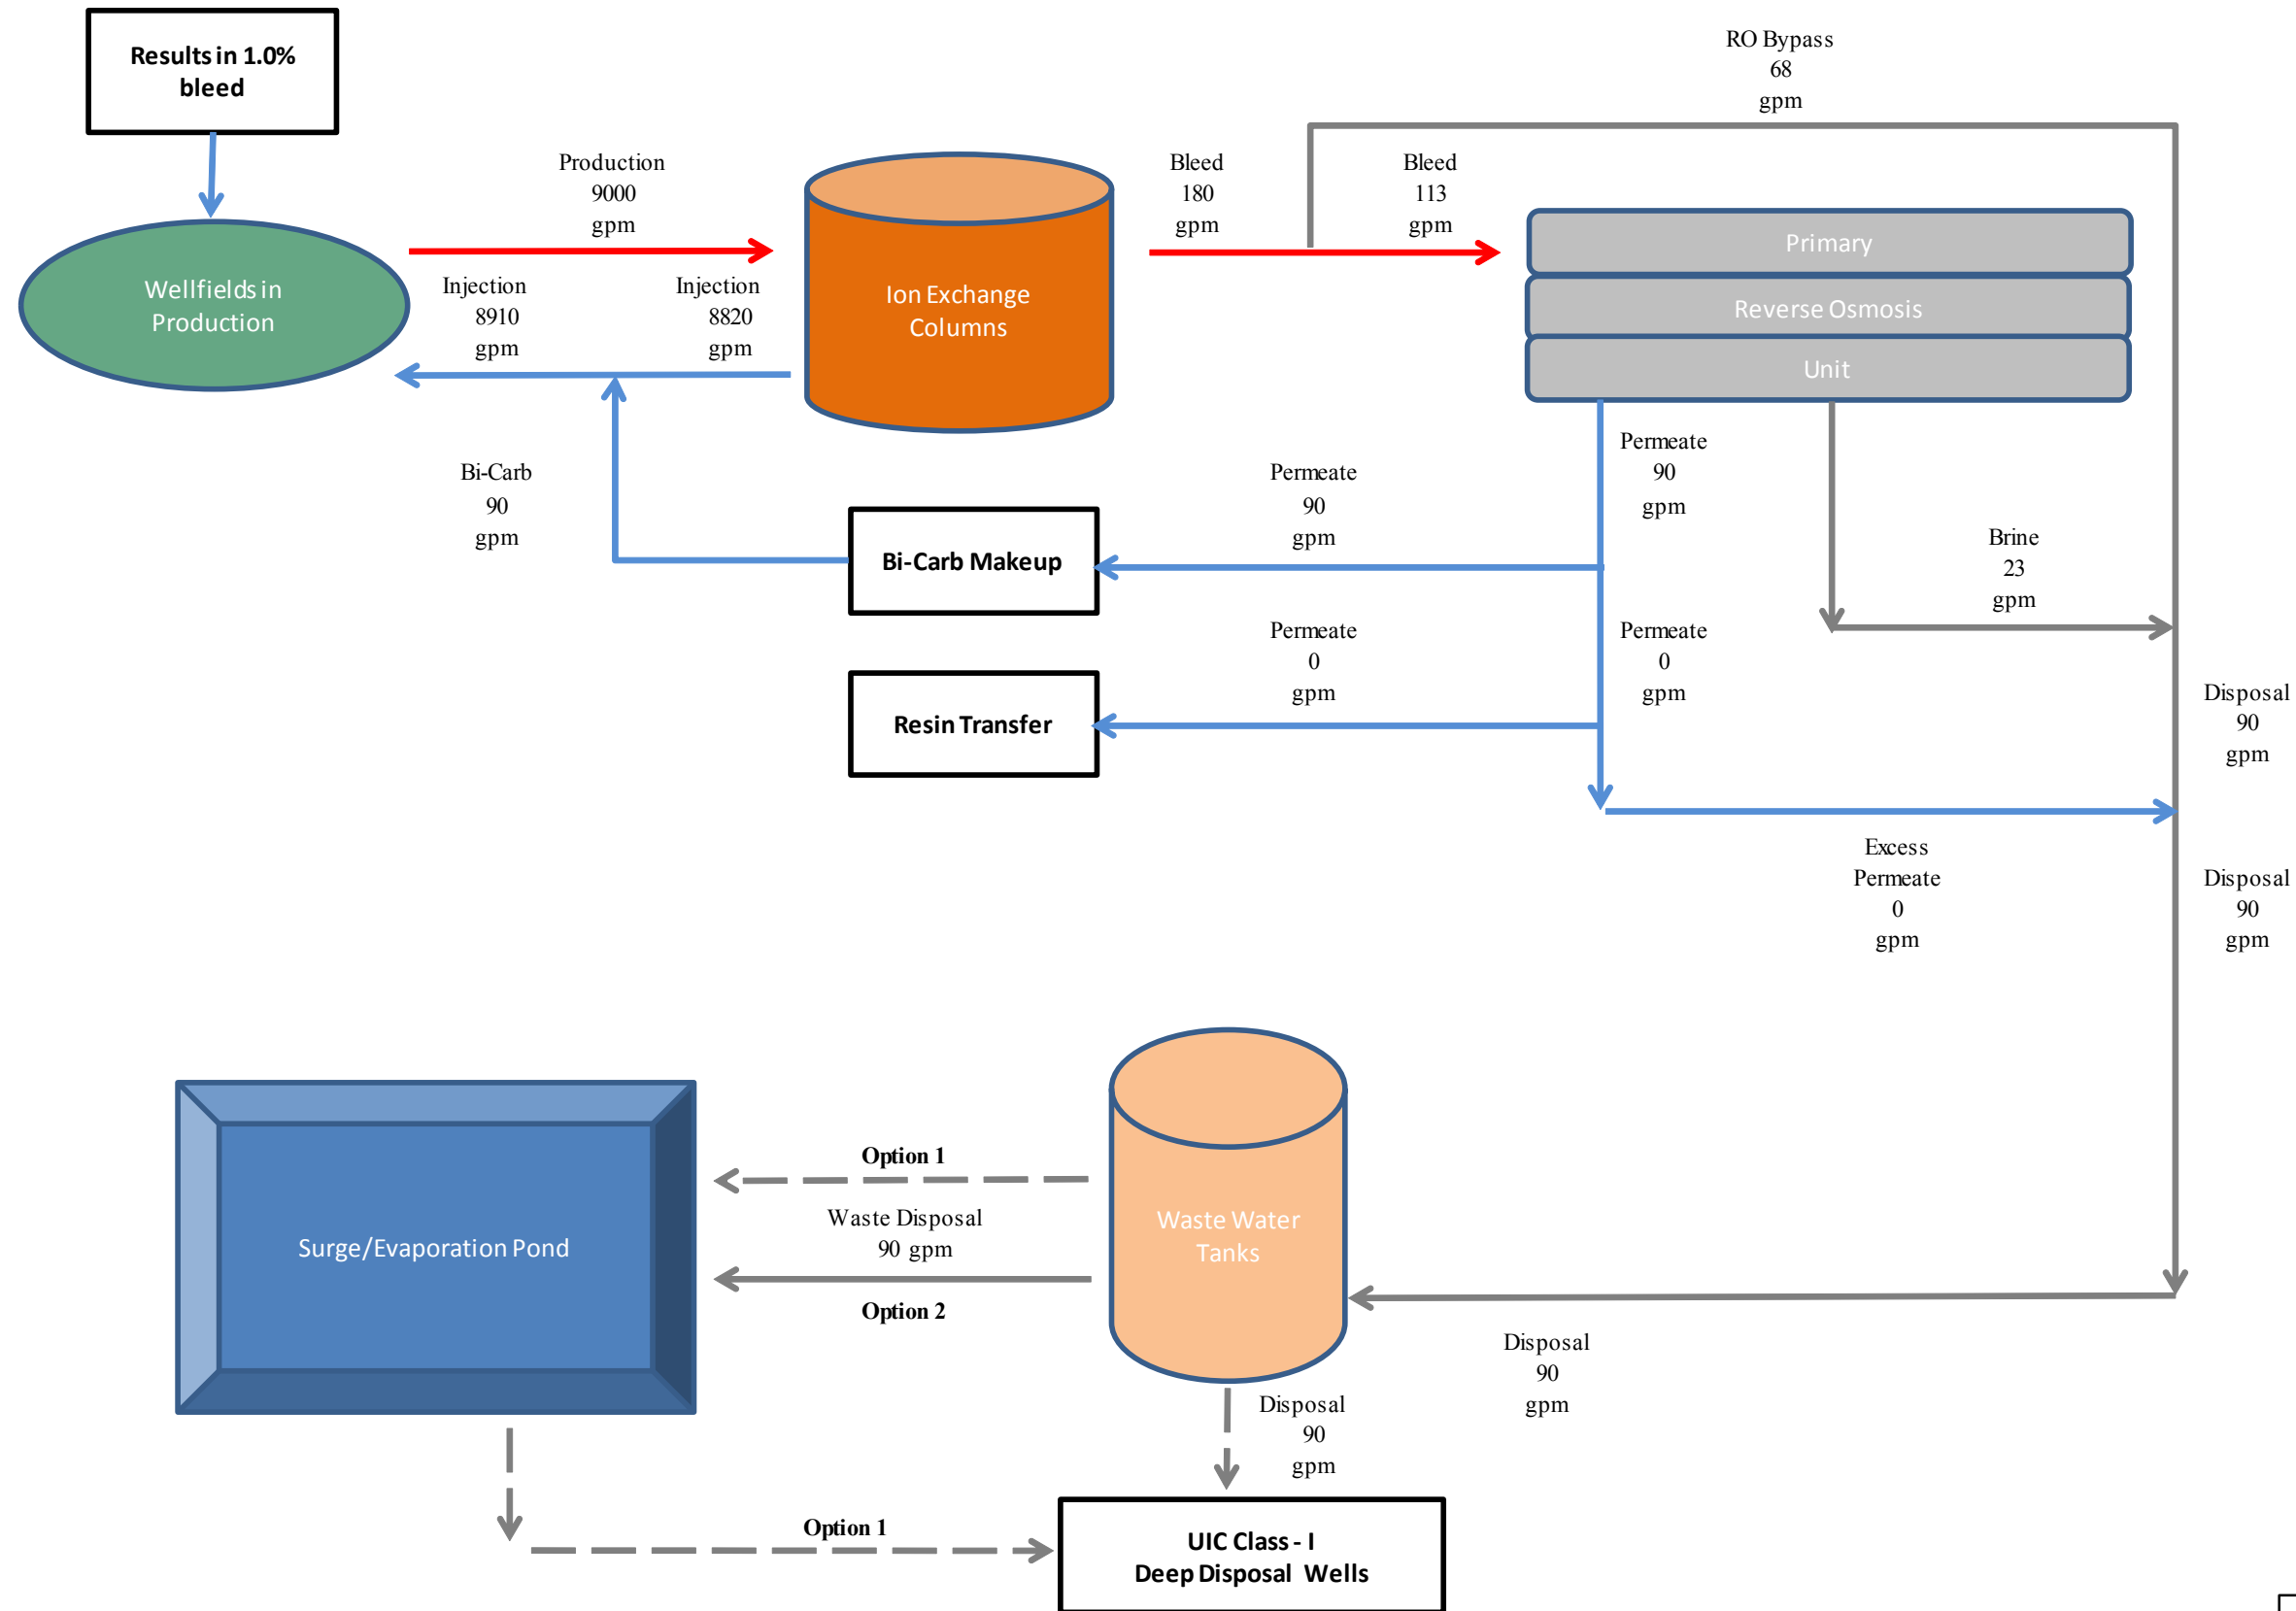 Results in 1.0%
bleed
RO Bypass
68
gpm
Production
9000
gpm
Bleed
180
gpm
Bleed
113
gpm
Primary
Reverse Osmosis
Unit
Wellfields in
Production
Injection
8910
gpm
Injection
8820
gpm
Ion Exchange
Columns
Permeate
90
gpm
Bi-Carb
90
gpm
Permeate
90
gpm
Brine
23
gpm
Bi-Carb Makeup
Permeate
0
gpm
Permeate
0
gpm
Resin Transfer
Disposal
90
gpm
Excess
Permeate
0
gpm
Disposal
90
gpm
Option 1
Waste Disposal
90 gpm
Option 2
Surge/Evaporation Pond
Waste Water
Tanks
Disposal
90
gpm
Disposal
90
gpm
Option 1
UIC Class - I
Deep Disposal Wells